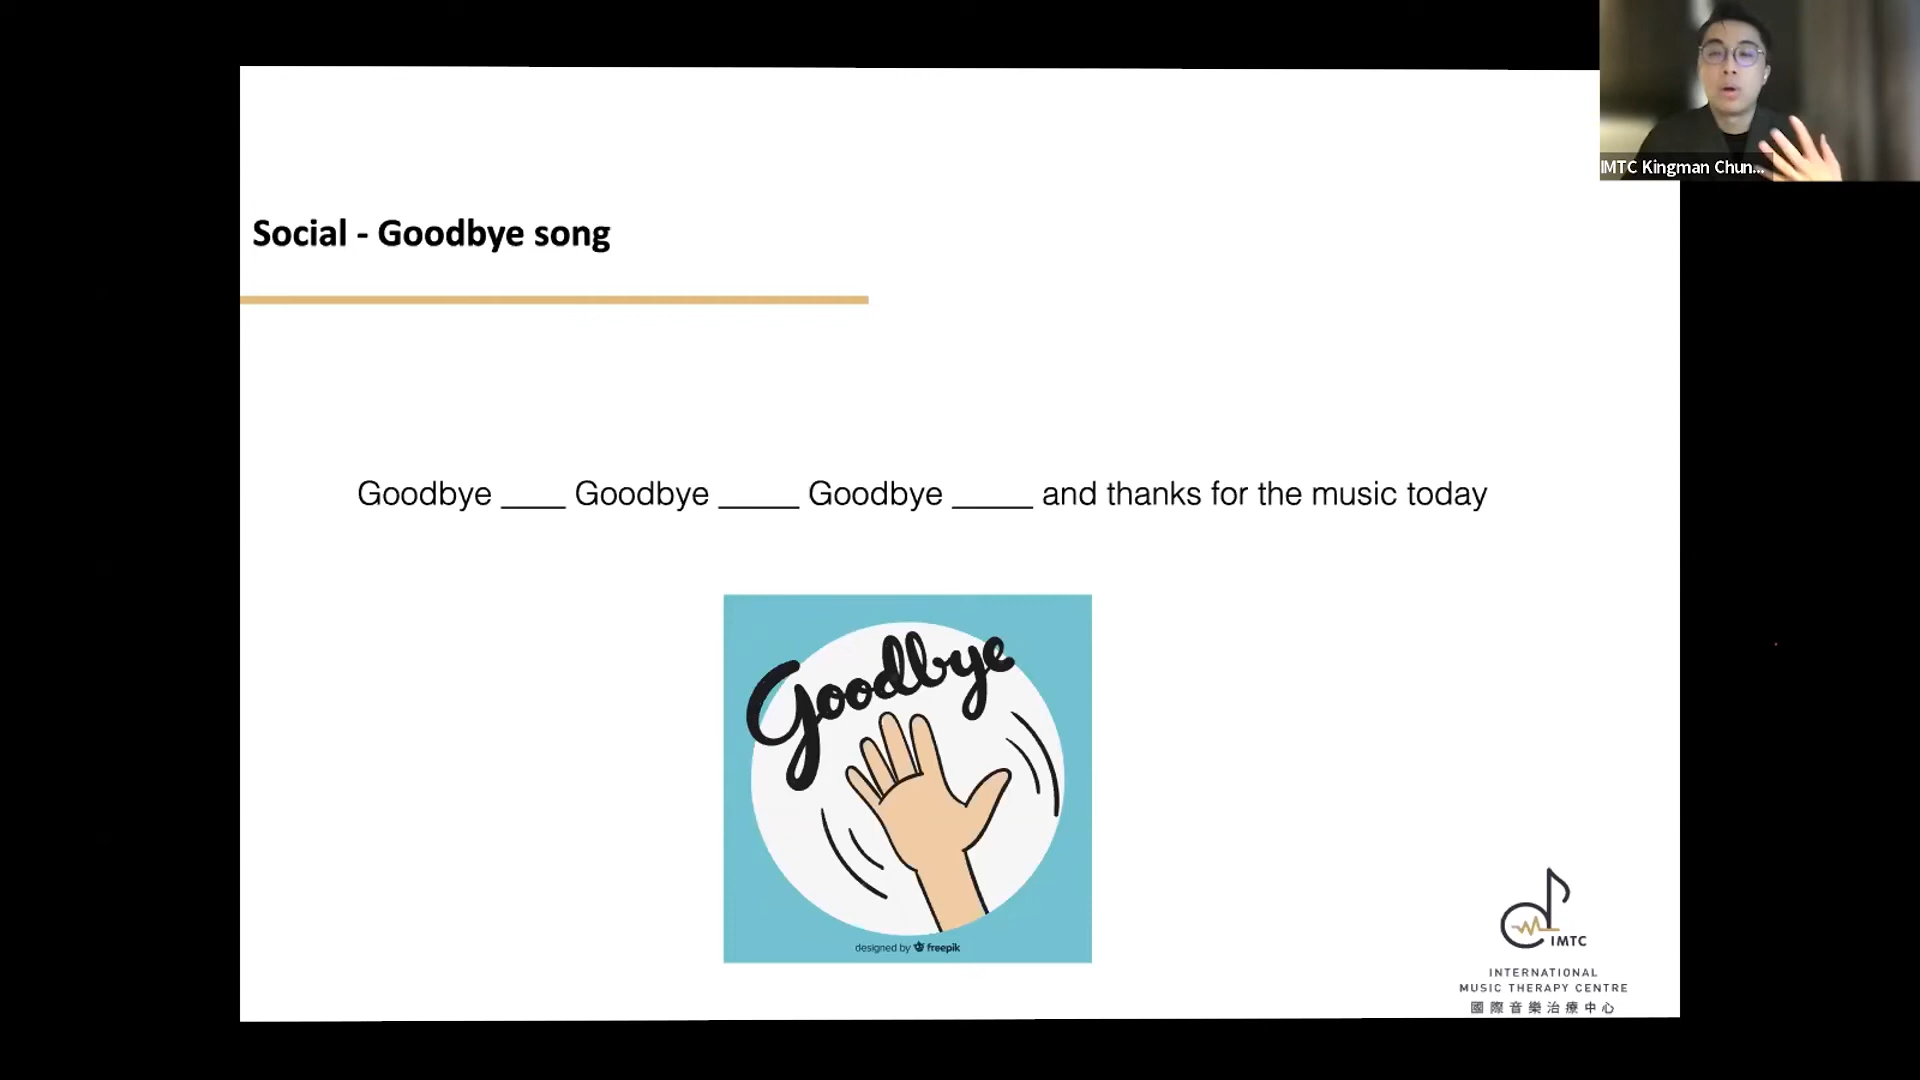 IMTC Kingman Chun...
Social - Goodbye song
Goodbye ____ Goodbye _____ Goodbye _____ and thanks for the music today
Goodbye
designed by freepik
IMTC
INTERNATIONAL
MUSIC THERAPY CENTRE
國際音樂治療中心